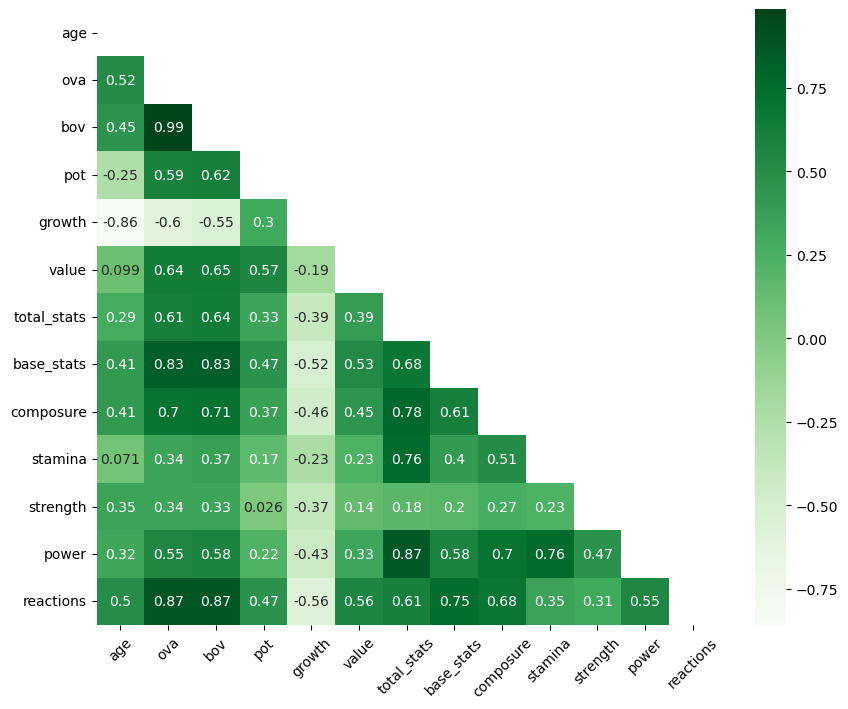 age
ova 0.52
bov 0.45 0.99
pot -0.25 0.59 0.62
growth -0.86 -0.6 -0.55 0.3
value 0.099 0.64 0.65 0.57 -0.19
total_stats 0.29 0.61 0.64 0.33 -0.39 0.39
base_stats 0.41 0.83 0.83 0.47 -0.52 0.53 0.68
composure 0.41 0.7 0.71 0.37 -0.46 0.45 0.78 0.61
stamina 0.071 0.34 0.37 0.17 -0.23 0.23 0.76 0.4 0.51
strength 0.35 0.34 0.33 0.026 -0.37 0.14 0.18 0.2 0.27 0.23
power 0.32 0.55 0.58 0.22 -0.43 0.33 0.87 0.58 0.7 0.76 0.47
reactions 0.5 0.87 0.87 0.47 -0.56 0.56 0.61 0.75 0.68 0.35 0.31 0.55
age ova bov pot growth value total_stats base_stats composure stamina strength power reactions
0.75
0.50
0.25
0.00
−0.25
−0.50
−0.75